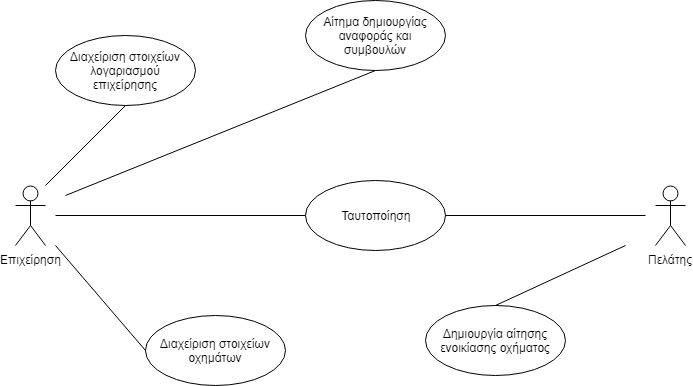 Αίτημα δημιουργίας
αναφοράς και
συμβουλών
Διαχείριση στοιχείων
λογαριασμού
επιχείρησης
Ταυτοποίηση
Επιχείρηση
Πελάτης
Διαχείριση στοιχείων
οχημάτων
Δημιουργία αίτησης
ενοικίασης οχήματος